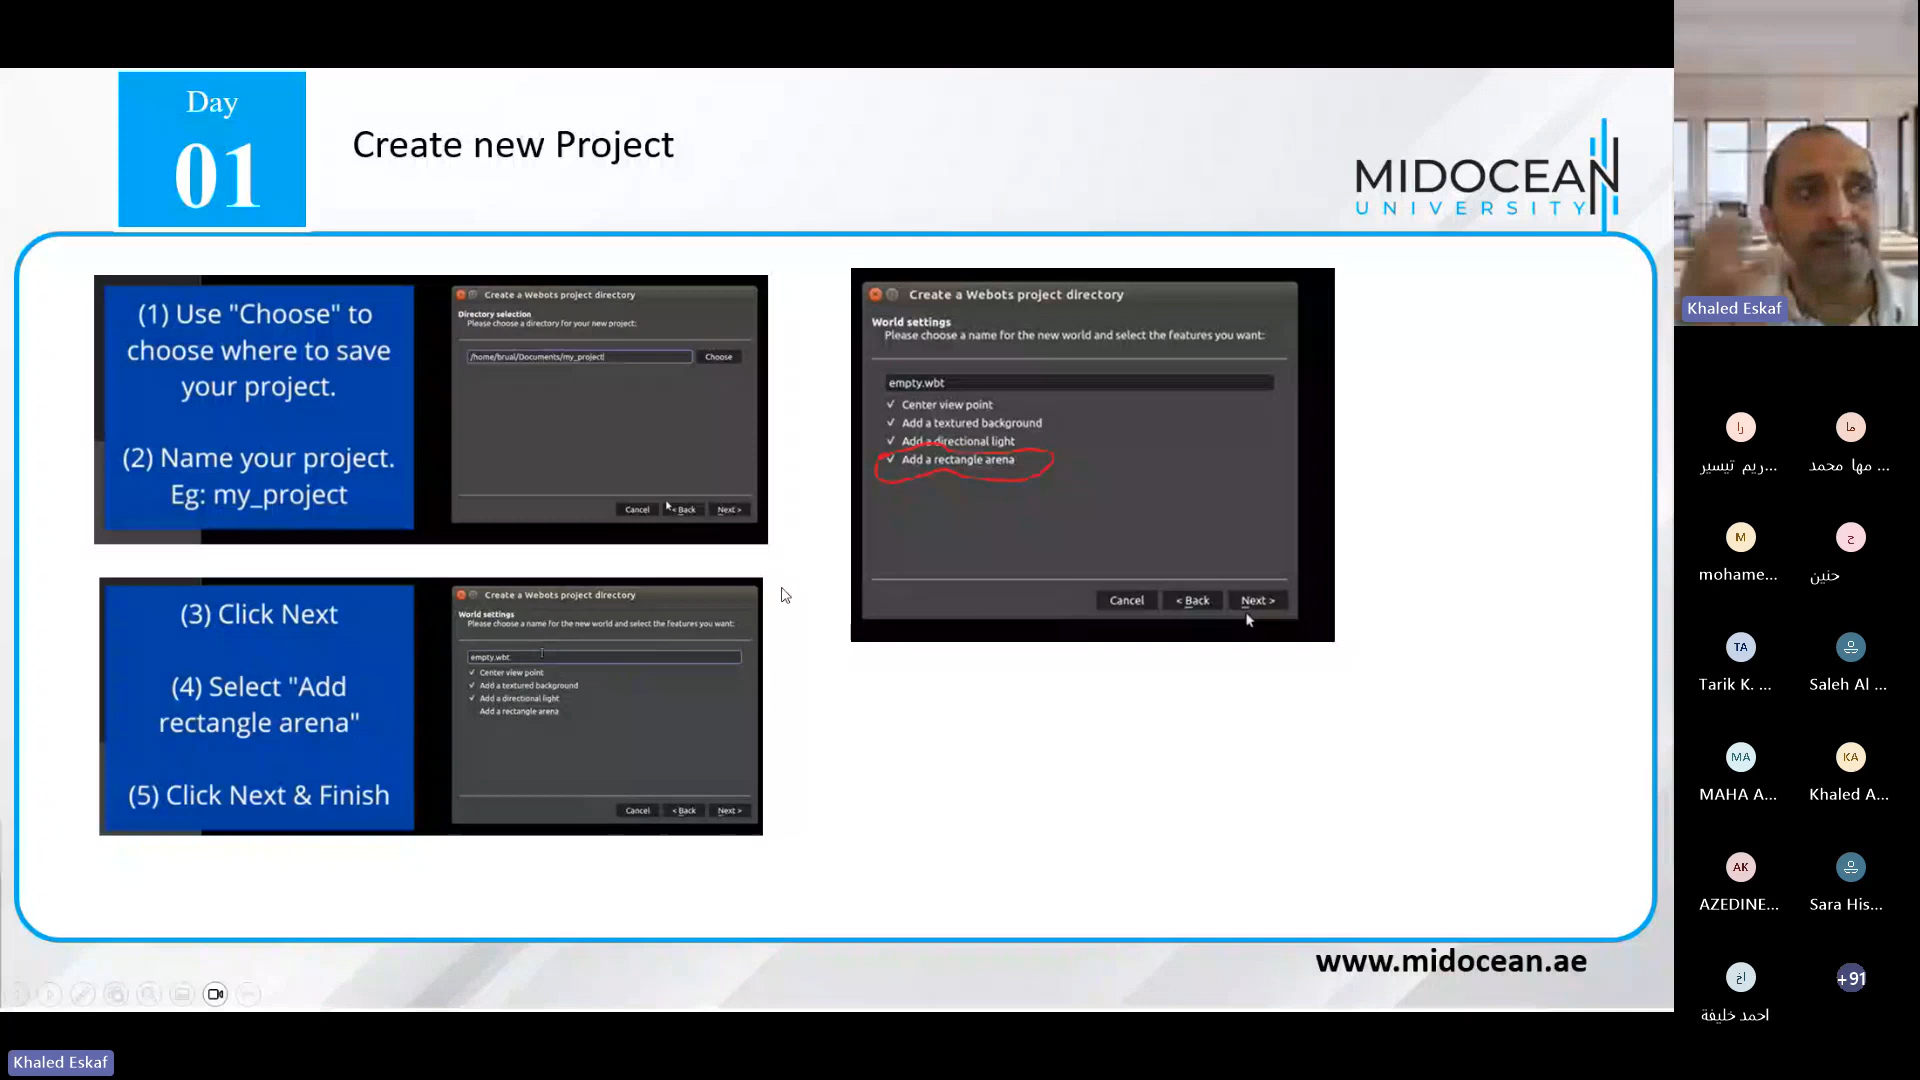 Day
01
Create new Project
MIDOCEAN
UNIVERSITY
(1) Use "Choose" to
choose where to save
your project.
(2) Name your project.
Eg: my_project
Create a Webots project directory
Directory selection
Please choose a directory for your new project:
/home/brual/Documents/my_project
Choose
Cancel
< Back
Next >
(3) Click Next
(4) Select "Add
rectangle arena"
(5) Click Next & Finish
Create a Webots project directory
World settings
Please choose a name for the new world and select the features you want:
empty.wbt
✓ Center view point
✓ Add a textured background
✓ Add a directional light
Add a rectangle arena
Cancel
< Back
Next >
Create a Webots project directory
World settings
Please choose a name for the new world and select the features you want:
empty.wbt
✓ Center view point
✓ Add a textured background
✓ Add a directional light
✓ Add a rectangle arena
Cancel
< Back
Next >
www.midocean.ae
Khaled Eskaf
Khaled Eskaf
را
ريم تيسير...
ما
مها محمد ...
M
mohame...
ح
حنين
TA
Tarik K. ...
Saleh Al ...
MA
MAHA A...
KA
Khaled A...
AK
AZEDINE...
Sara His...
اخ
احمد خليفة
+91